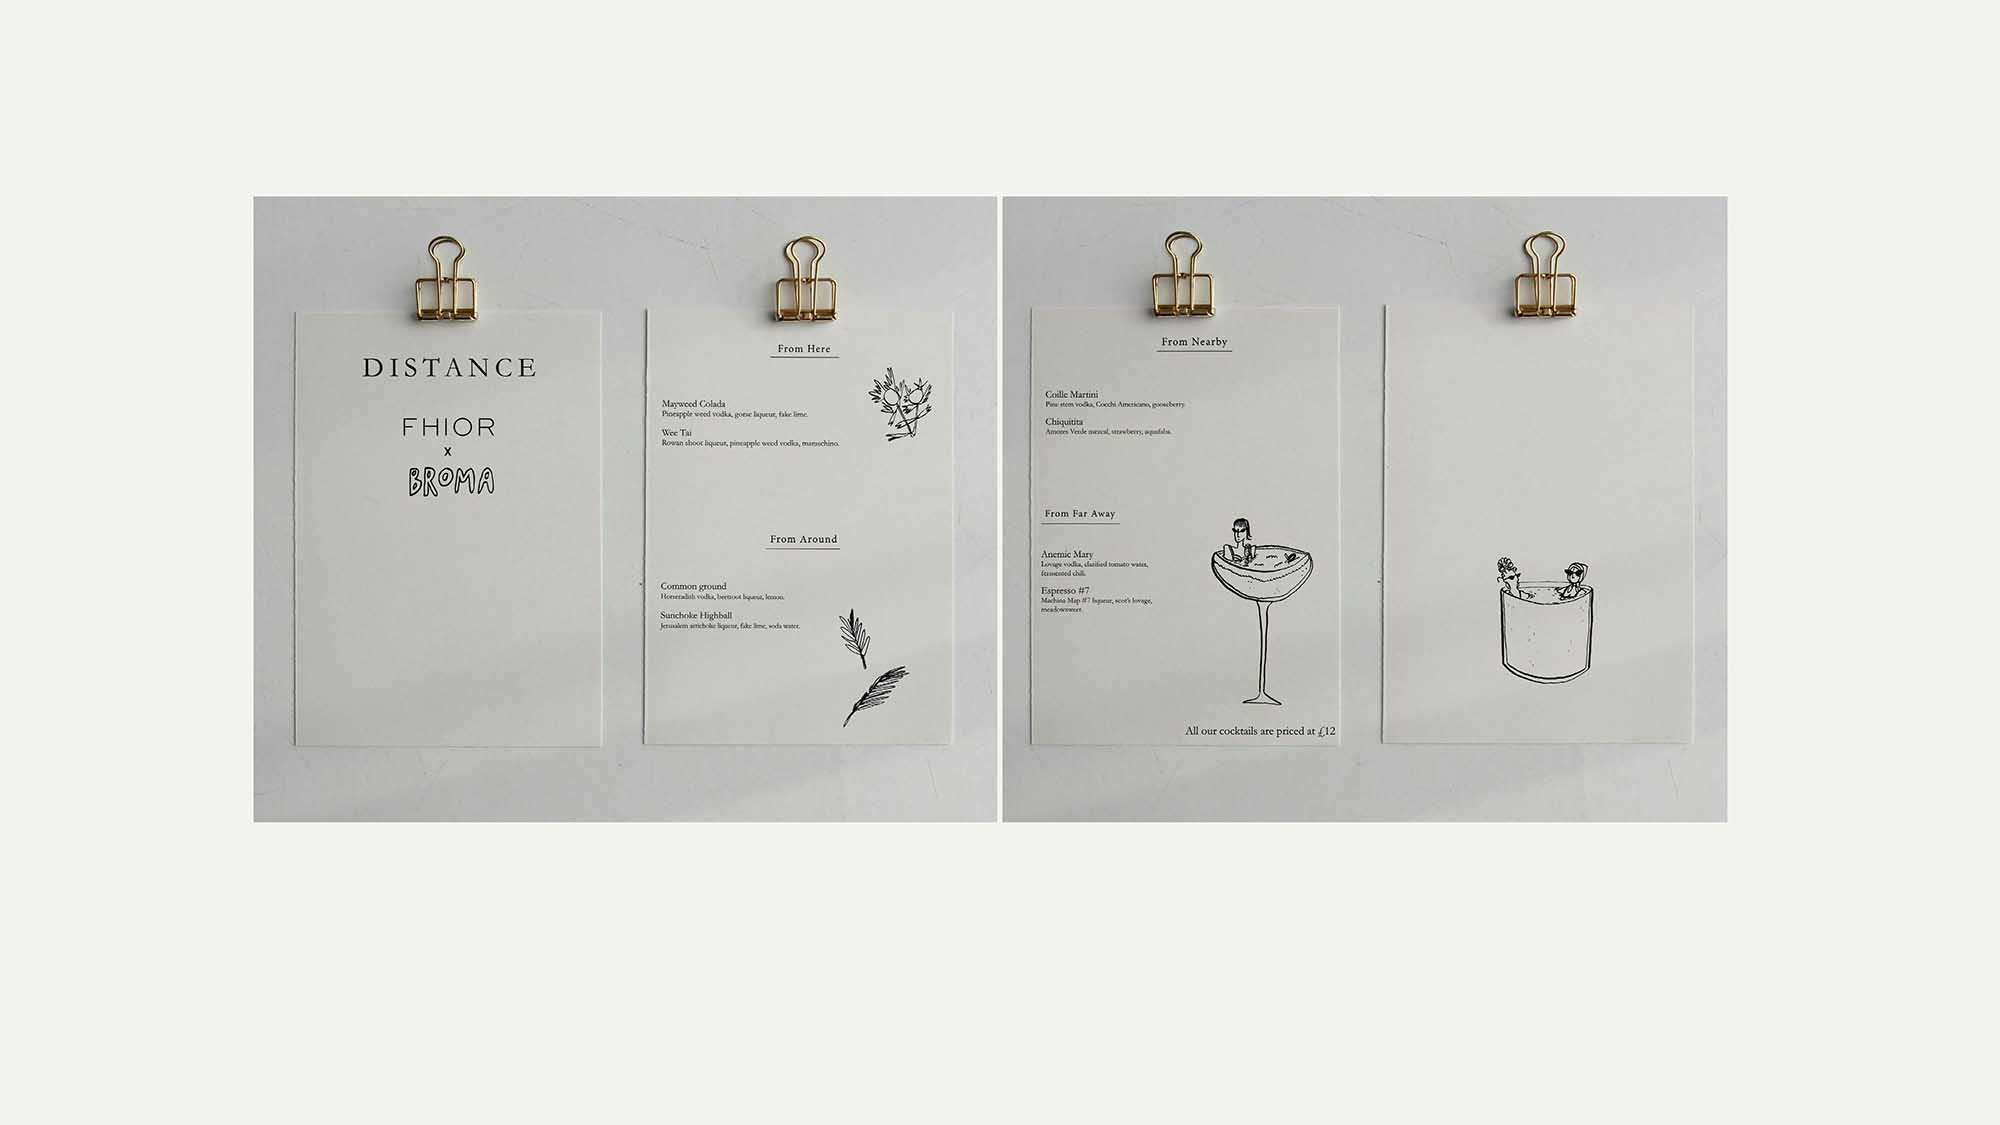 DISTANCE
FHIOR
x
BROMA
From Here
Mayweed Colada
Pineapple weed vodka, gorse liqueur, fake lime.
Wee Tai
Rowan shoot liqueur, pineapple weed vodka, maraschino.
From Around
Common ground
Horseradish vodka, beetroot liqueur, lemon.
Sunchoke Highball
Jerusalem artichoke liqueur, fake lime, soda water.
From Nearby
Coille Martini
Pine stem vodka, Cocchi Americano, gooseberry.
Chiquitita
Amores Verde mezcal, strawberry, aquafaba.
From Far Away
Anemic Mary
Lovage vodka, clarified tomato water,
fermented chili.
Espresso #7
Machina Map #7 liqueur, scot's lovage,
meadowsweet.
All our cocktails are priced at £12